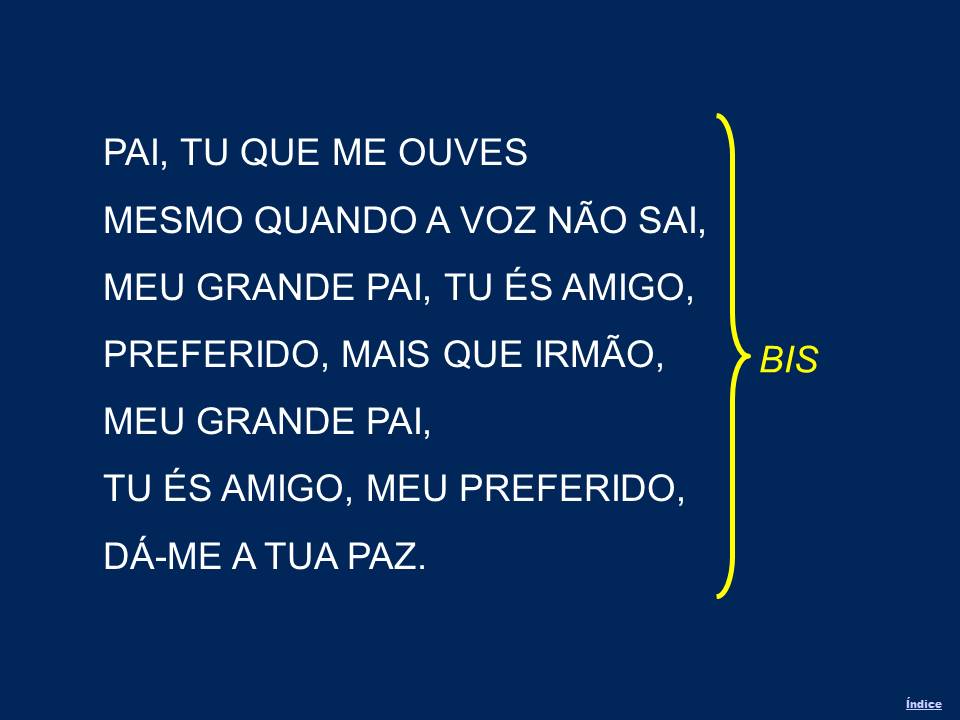 PAI, TU QUE ME OUVES
MESMO QUANDO A VOZ NÃO SAI,
MEU GRANDE PAI, TU ÉS AMIGO,
PREFERIDO, MAIS QUE IRMÃO,
MEU GRANDE PAI,
TU ÉS AMIGO, MEU PREFERIDO,
DÁ-ME A TUA PAZ.
BIS
Índice